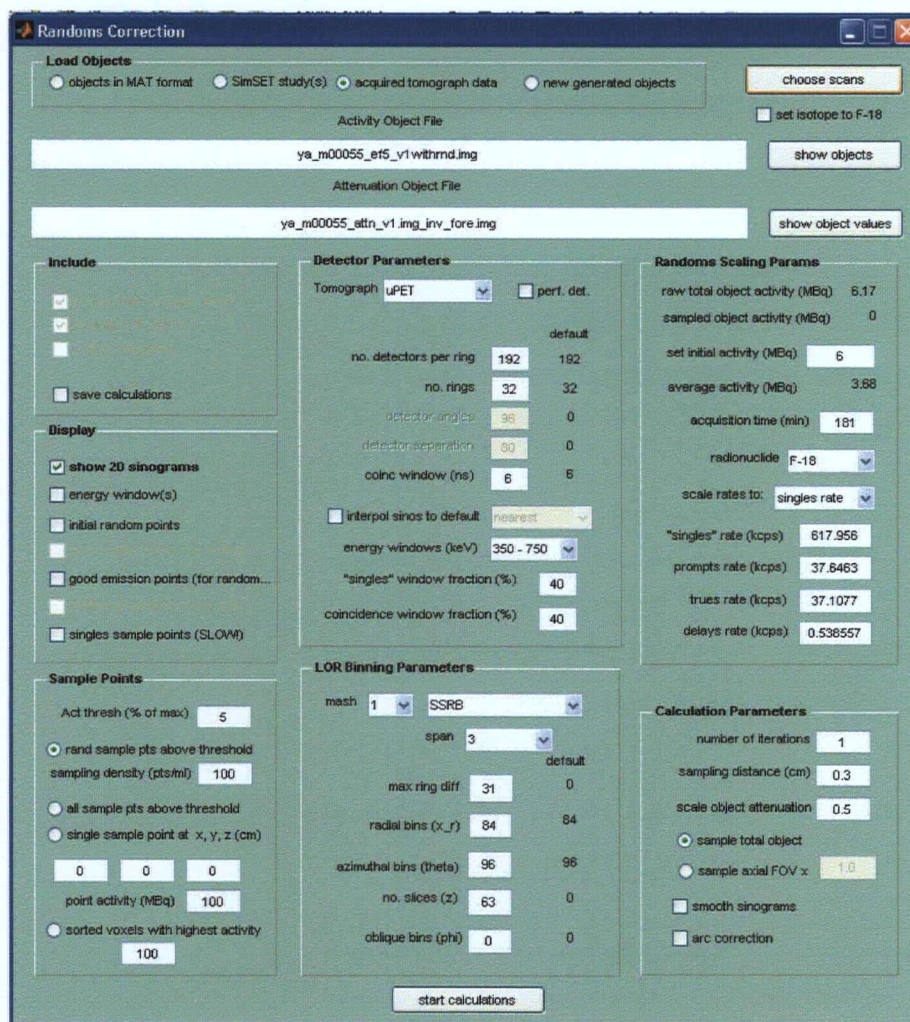 Randoms Correction
Load Objects
objects in MAT format SimSET study(s) acquired tomograph data new generated objects
choose scans
set isotope to F-18
Activity Object File
ya_m00055_ef5_v1withrnd.img
show objects
Attenuation Object File
ya_m00055_attn_v1.img_inv_fore.img
show object values
Include
save calculations
Display
show 20 sinograms
energy window(s)
initial random points
good emission points (for random...
singles sample points (SLOW!)
Sample Points
Act thresh (% of max) 5
rand sample pts above threshold
sampling density (pts/ml) 100
all sample pts above threshold
single sample point at x, y, z (cm)
0 0 0
point activity (MBq) 100
sorted voxels with highest activity
100
Detector Parameters
Tomograph uPET perf. det.
default
no. detectors per ring 192 192
no. rings 32 32
detector angles 96 0
detector separation 80 0
coinc window (ns) 6 6
interpol sinos to default nearest
energy windows (keV) 350 - 750
"singles" window fraction (%) 40
coincidence window fraction (%) 40
LOR Binning Parameters
mash 1 SSRB
span 3
default
max ring diff 31 0
radial bins (x_r) 84 84
azimuthal bins (theta) 96 96
no. slices (z) 63 0
oblique bins (phi) 0 0
Randoms Scaling Params
raw total object activity (MBq) 6.17
sampled object activity (MBq) 0
set initial activity (MBq) 6
average activity (MBq) 3.68
acquisition time (min) 181
radionuclide F-18
scale rates to: singles rate
"singles" rate (kcps) 617.956
prompts rate (kcps) 37.6463
trues rate (kcps) 37.1077
delays rate (kcps) 0.538557
Calculation Parameters
number of iterations 1
sampling distance (cm) 0.3
scale object attenuation 0.5
sample total object
sample axial FOV x 1.0
smooth sinograms
arc correction
start calculations